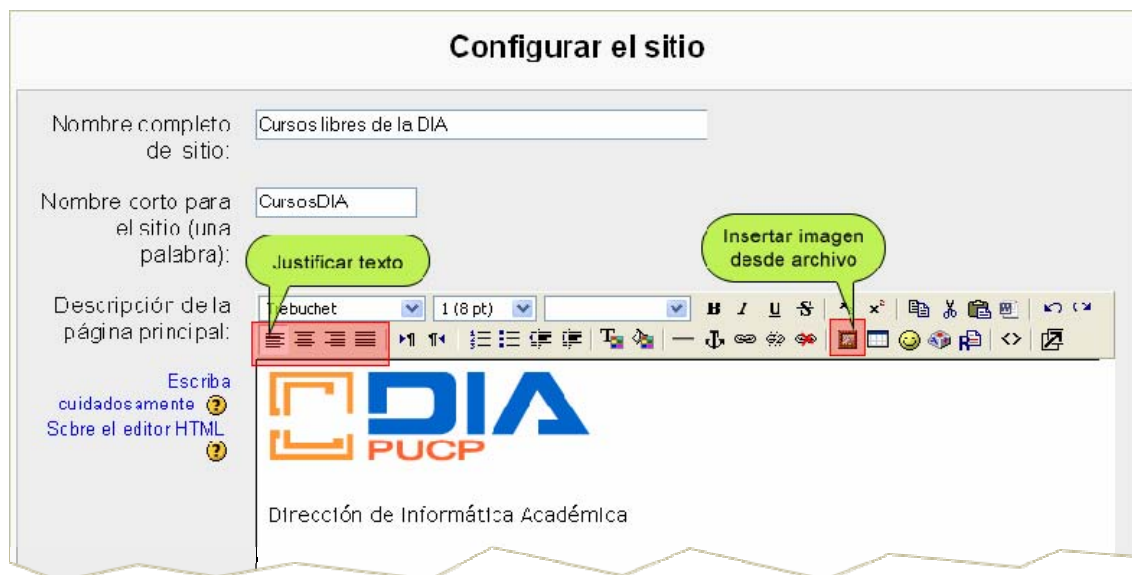 Configurar el sitio
Nombre completo
de sitio:
Cursos libres de la DIA
Nombre corto para
el sitio (una
palabra):
CursosDIA
Justificar texto
Insertar imagen
desde archivo
Descripción de la
página principal:
Trebuchet
1 (8 pt)
B I U S
Escriba
cuidadosamente
Sobre el editor HTML
DIA
PUCP
Dirección de Informática Académica